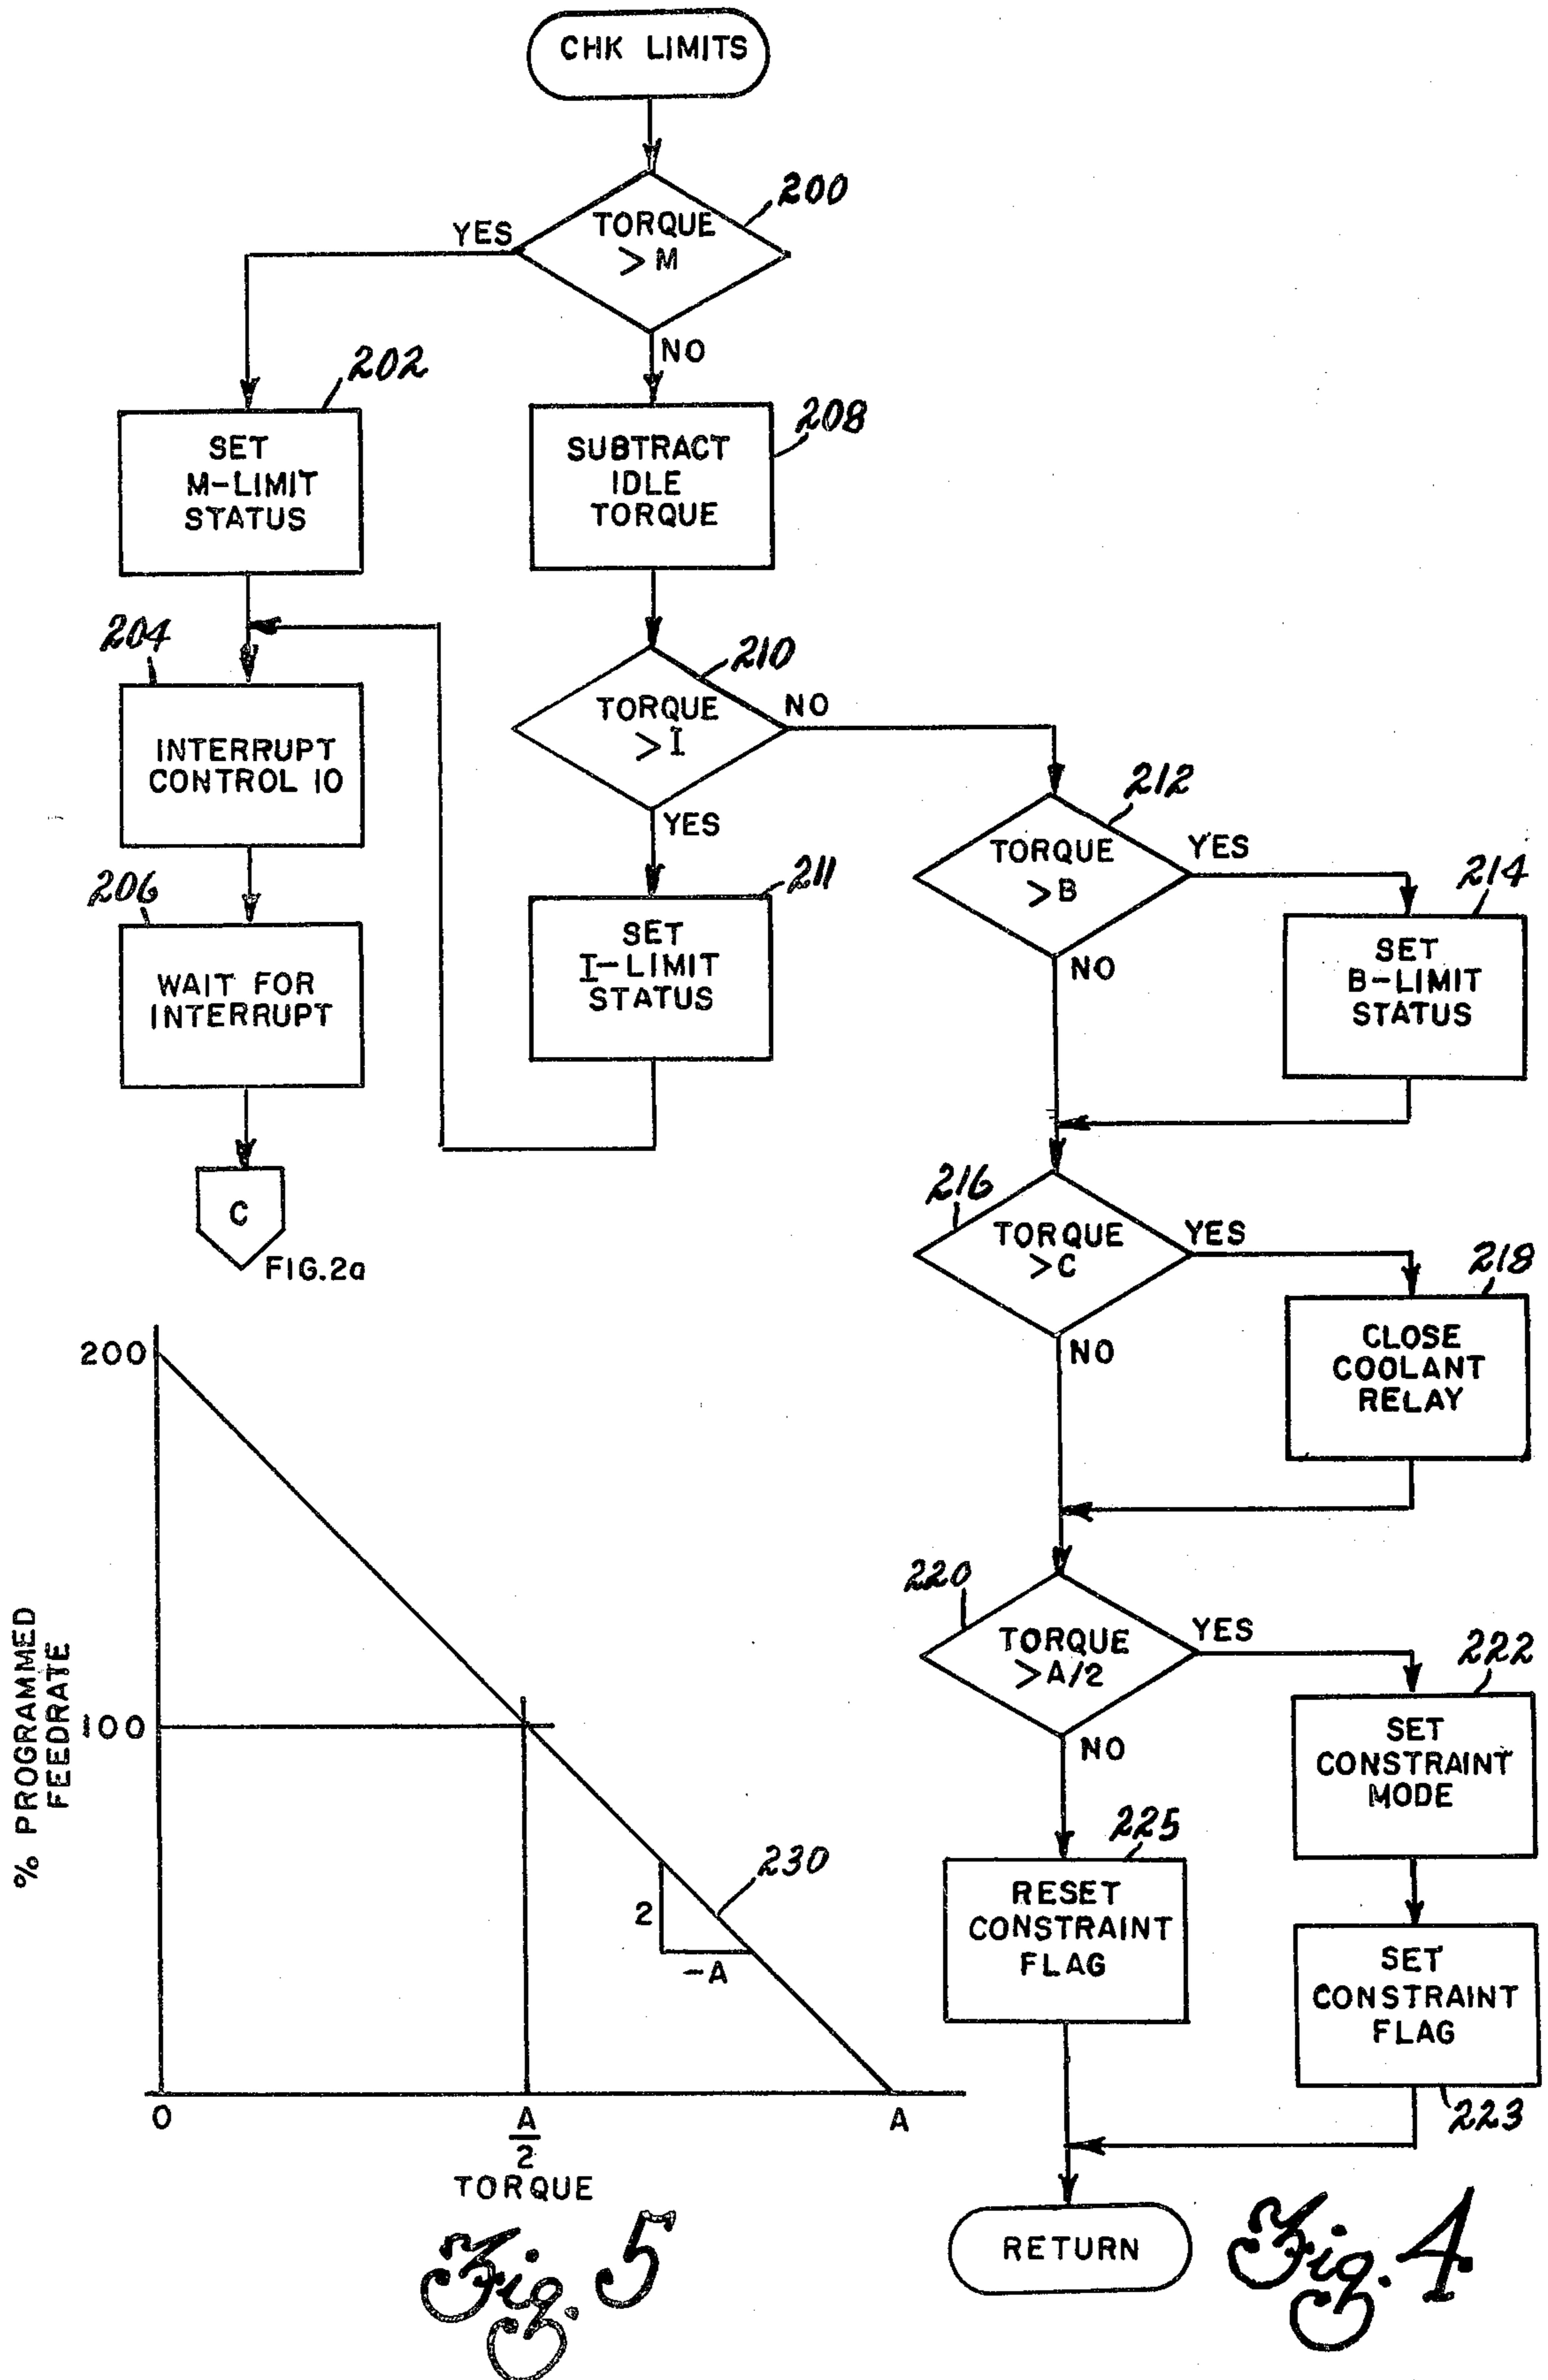 CHK LIMITS
200
TORQUE
> M
YES
NO
202
SET
M-LIMIT
STATUS
208
SUBTRACT
IDLE
TORQUE
204
INTERRUPT
CONTROL 10
210
TORQUE
> I
NO
YES
206
WAIT FOR
INTERRUPT
211
SET
I-LIMIT
STATUS
C
FIG.2a
212
TORQUE
> B
YES
NO
214
SET
B-LIMIT
STATUS
216
TORQUE
> C
YES
NO
218
CLOSE
COOLANT
RELAY
220
TORQUE
> A/2
YES
NO
222
SET
CONSTRAINT
MODE
225
RESET
CONSTRAINT
FLAG
SET
CONSTRAINT
FLAG
223
RETURN
Fig. 4
200
100
% PROGRAMMED
FEEDRATE
230
2
-A
0
A
2
A
TORQUE
Fig. 5